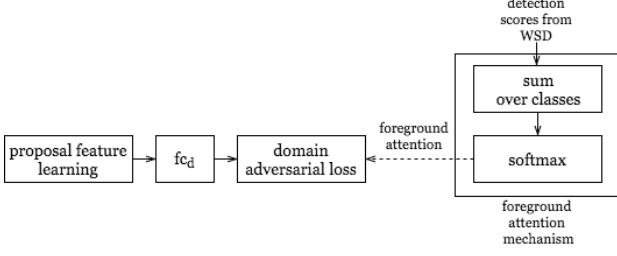 detection
scores from
WSD
sum
over classes
foreground
attention
proposal feature
learning
fc_d
domain
adversarial loss
softmax
foreground
attention
mechanism